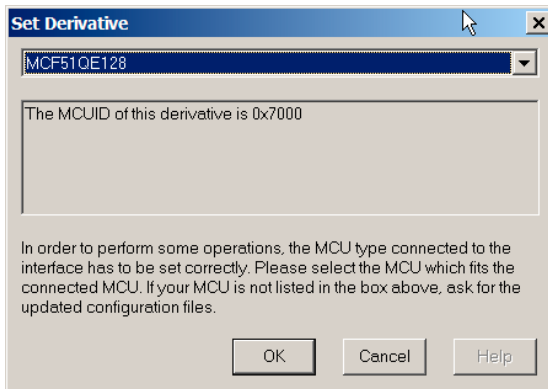 Set Derivative
MCF51QE128
The MCUID of this derivative is 0x7000
In order to perform some operations, the MCU type connected to the
interface has to be set correctly. Please select the MCU which fits the
connected MCU. If your MCU is not listed in the box above, ask for the
updated configuration files.
OK Cancel Help